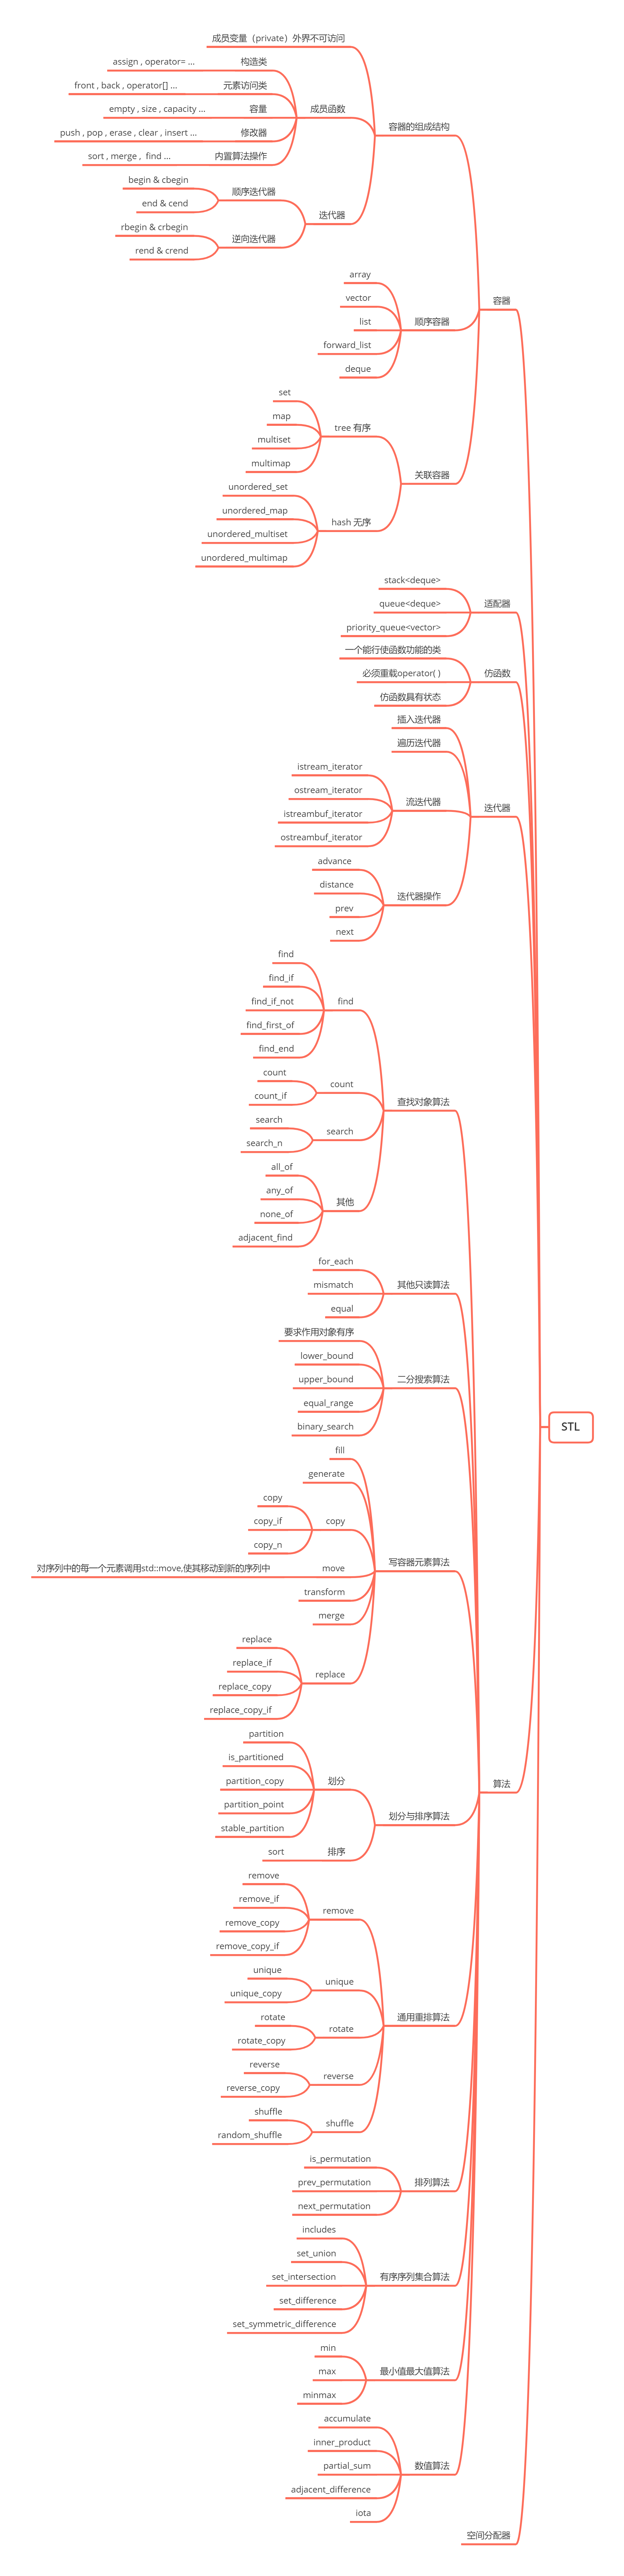 成员变量（private）外界不可访问
assign , operator= ... 构造类
front , back , operator[] ... 元素访问类
empty , size , capacity ... 容量 成员函数
容器的组成结构
push , pop , erase , clear , insert ... 修改器
sort , merge , find ... 内置算法操作
begin & cbegin
顺序迭代器
end & cend
迭代器
rbegin & crbegin
逆向迭代器
rend & crend
array
vector
容器
list 顺序容器
forward_list
deque
set
map
tree 有序
multiset
multimap
关联容器
unordered_set
unordered_map
hash 无序
unordered_multiset
unordered_multimap
stack<deque>
queue<deque> 适配器
priority_queue<vector>
一个能行使函数功能的类
必须重载operator( ) 仿函数
仿函数具有状态
插入迭代器
遍历迭代器
istream_iterator
ostream_iterator
流迭代器 迭代器
istreambuf_iterator
ostreambuf_iterator
advance
distance
迭代器操作
prev
next
find
find_if
find_if_not find
find_first_of
find_end
count
count
count_if
查找对象算法
search
search
search_n
all_of
any_of
其他
none_of
adjacent_find
for_each
mismatch 其他只读算法
equal
要求作用对象有序
lower_bound
upper_bound 二分搜索算法
equal_range
binary_search
STL
fill
generate
copy
copy_if copy
copy_n
写容器元素算法
对序列中的每一个元素调用std::move,使其移动到新的序列中 move
transform
merge
replace
replace_if
replace
replace_copy
replace_copy_if
partition
is_partitioned
partition_copy 划分
算法
partition_point
划分与排序算法
stable_partition
sort 排序
remove
remove_if
remove
remove_copy
remove_copy_if
unique
unique
unique_copy
通用重排算法
rotate
rotate
rotate_copy
reverse
reverse
reverse_copy
shuffle
shuffle
random_shuffle
is_permutation
prev_permutation 排列算法
next_permutation
includes
set_union
set_intersection 有序序列集合算法
set_difference
set_symmetric_difference
min
max 最小值最大值算法
minmax
accumulate
inner_product
partial_sum 数值算法
adjacent_difference
iota
空间分配器